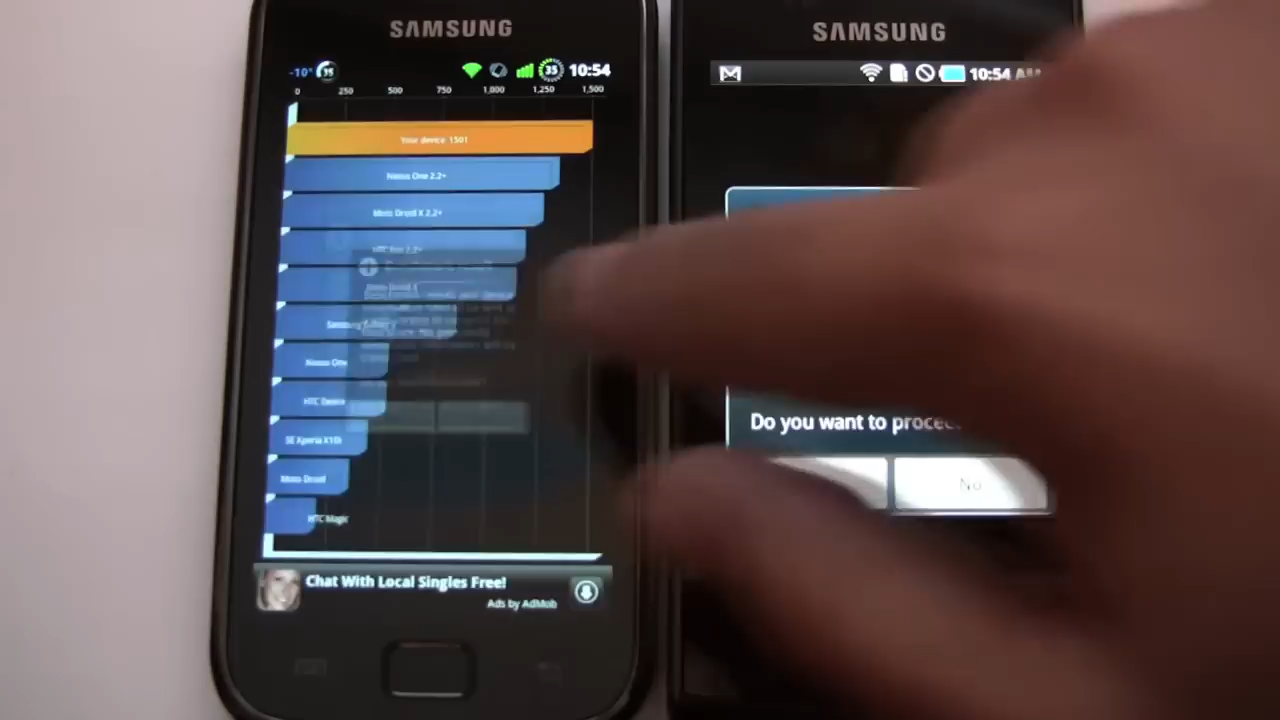 SAMSUNG
-10° 35 35 10:54
0 250 500 750 1,000 1,250 1,500
Your device 1501
Nexus One 2.2+
Moto Droid X 2.2+
HTC Evo 2.2+
Moto Droid X
Samsung Galaxy S
Nexus One
HTC Desire
SE Xperia X10i
Moto Droid
HTC Magic
Chat With Local Singles Free!
Ads by AdMob
SAMSUNG
10:54 AM
Do you want to procee
No